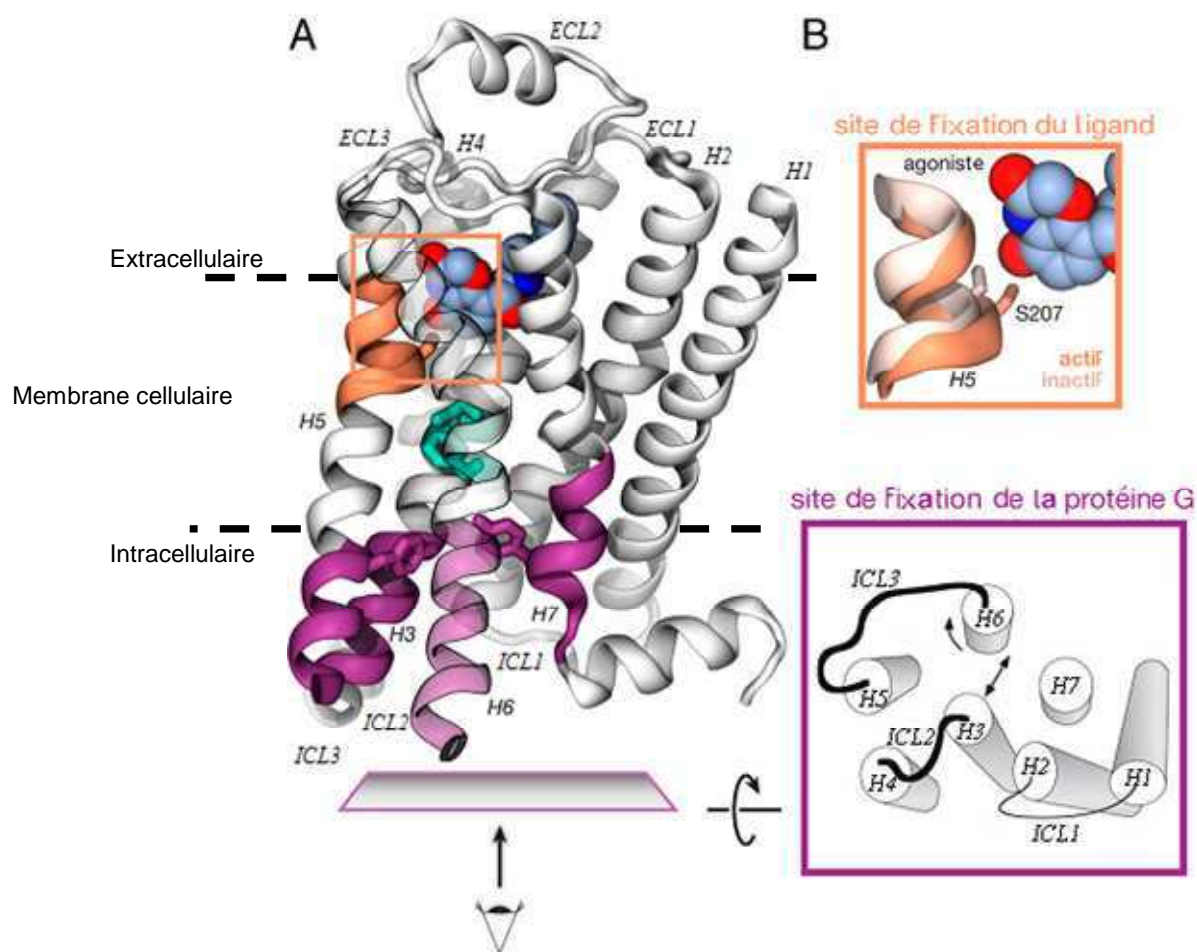 A
ECL2
ECL3
H4
ECL1
H2
H1
Extracellulaire
Membrane cellulaire
H5
Intracellulaire
H3
H7
ICL1
H6
ICL2
ICL3
B
site de fixation du ligand
agoniste
S207
H5
actif
inactif
site de fixation de la protéine G
ICL3
H6
H5
H7
ICL2
H3
H4
H2
H1
ICL1